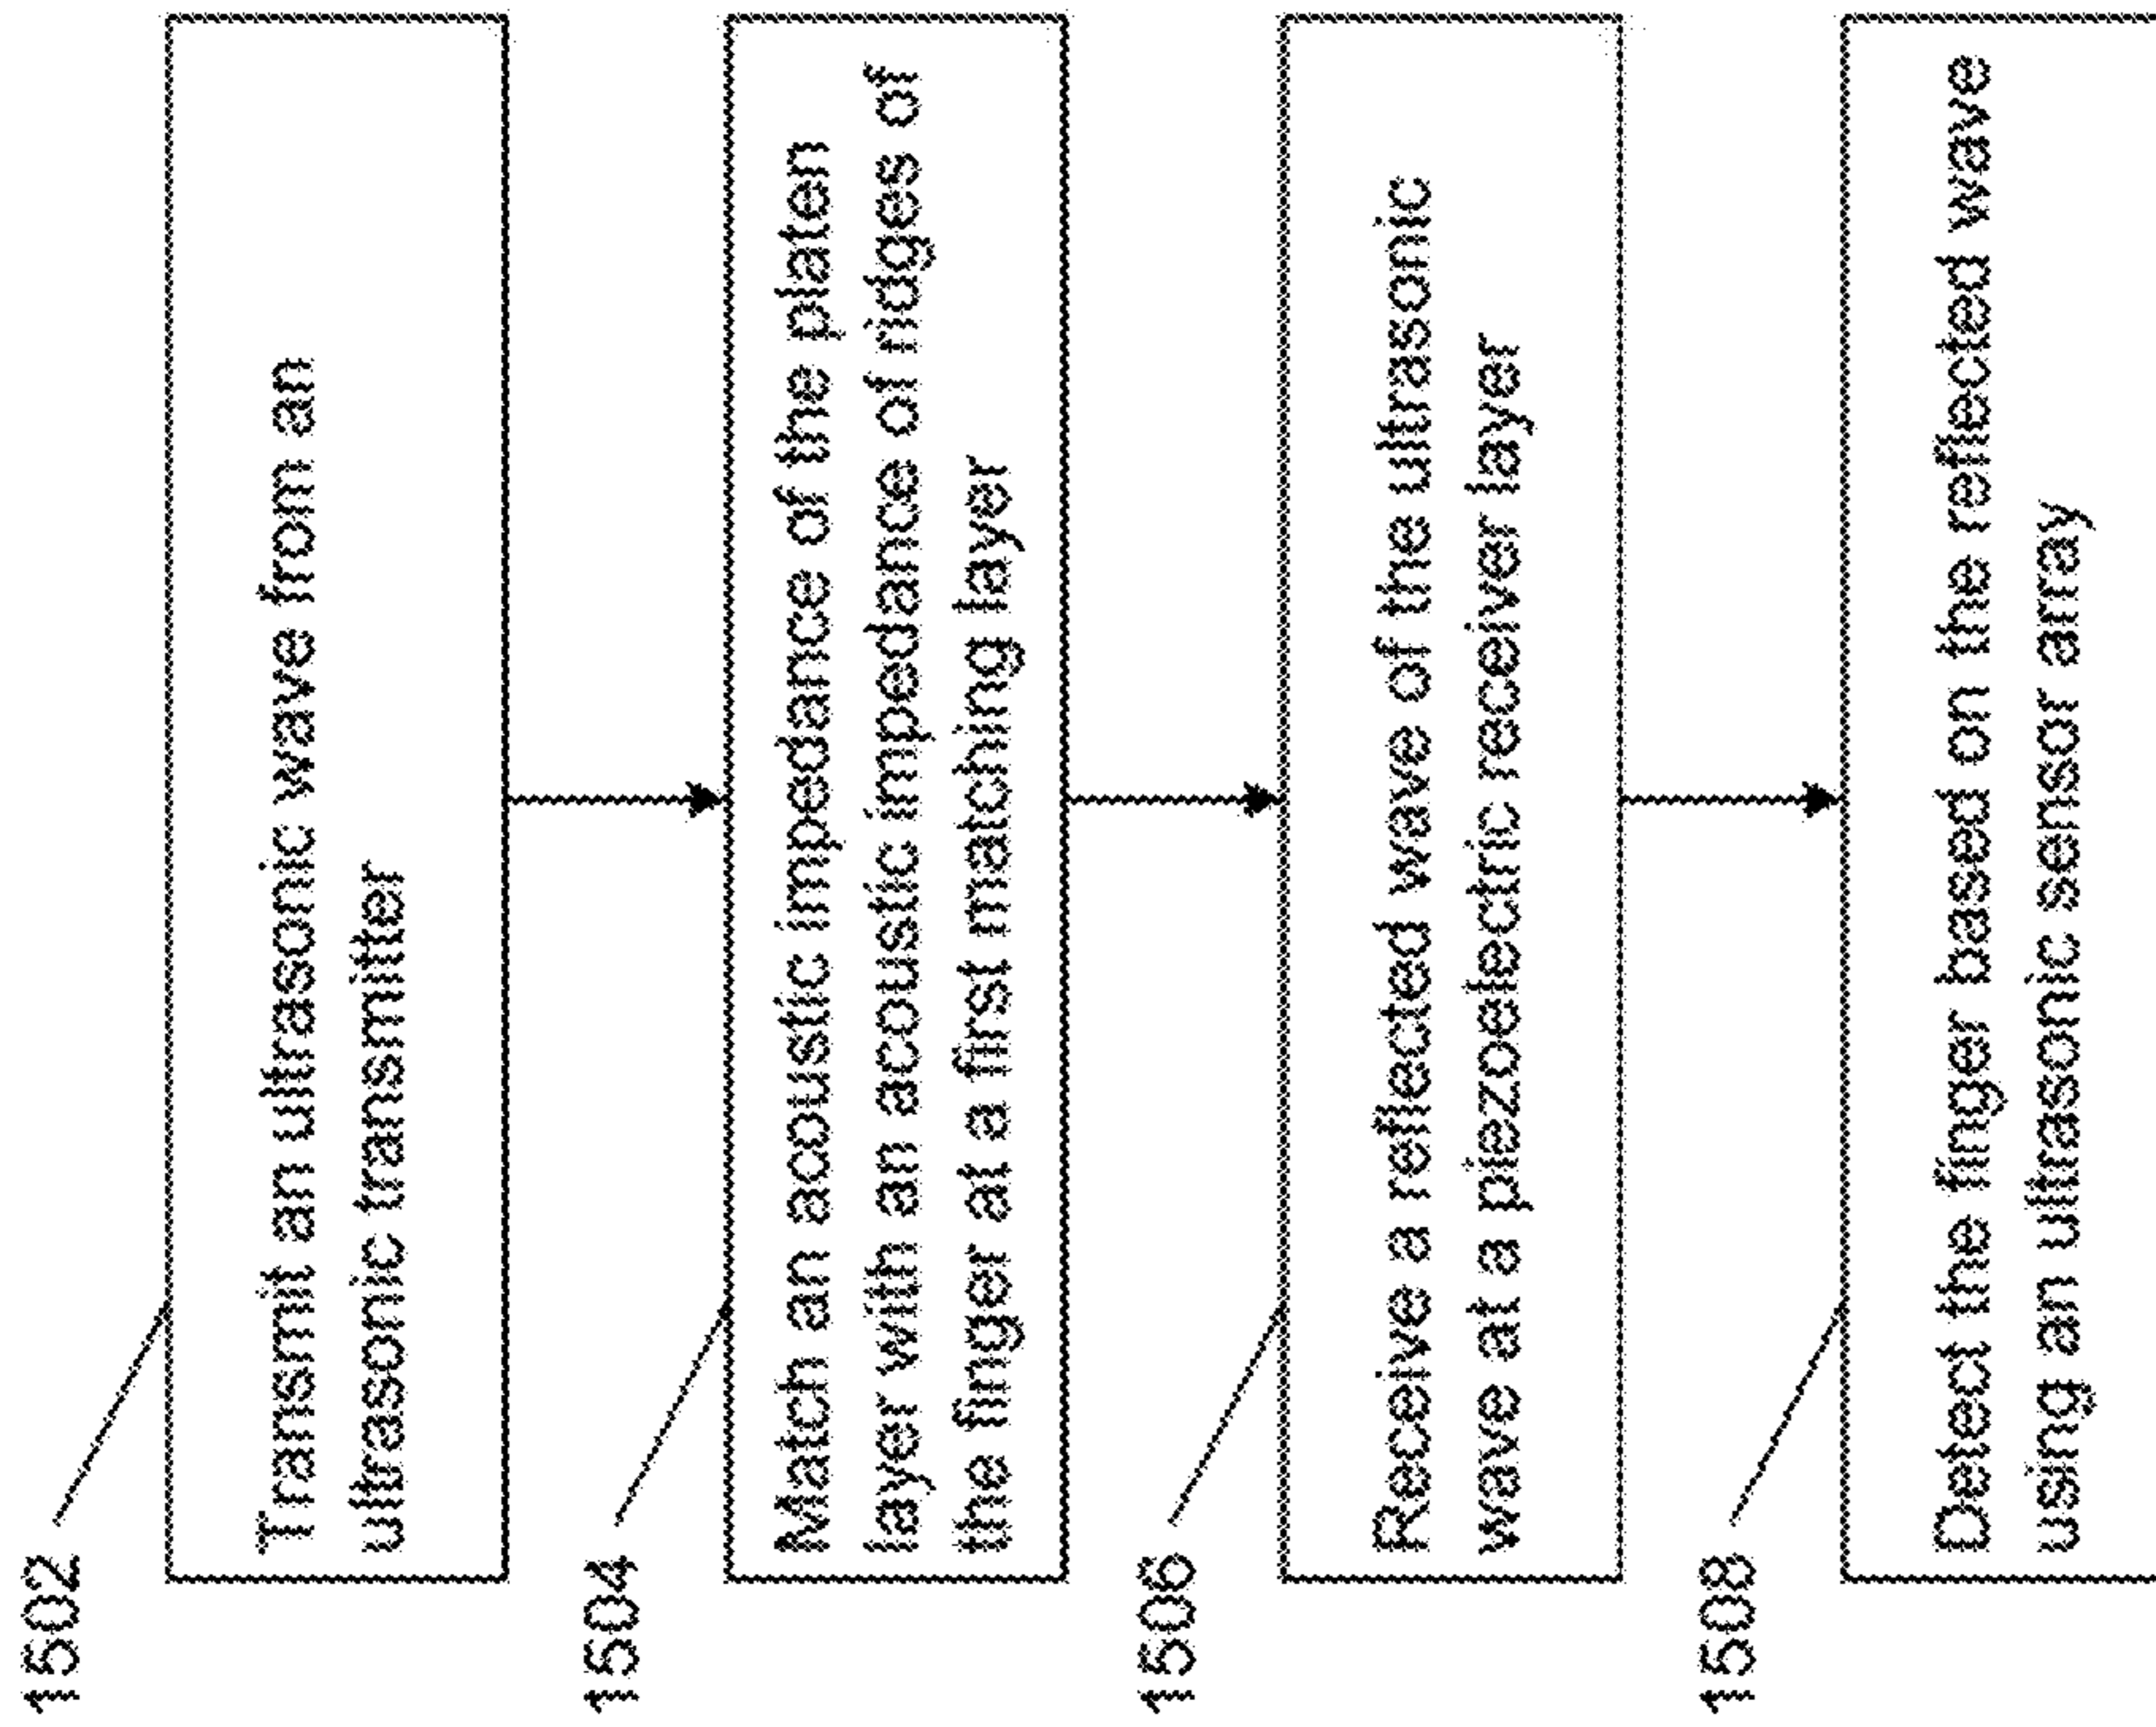 1502
Transmit an ultrasonic wave from an
ultrasonic transmitter
1504
Match an acoustic impedance of the platen
layer with an acoustic impedance of ridges of
the finger at a first matching layer
1506
Receive a reflected wave of the ultrasonic
wave at a piezoelectric receiver layer
1508
Detect the finger based on the reflected wave
using an ultrasonic sensor array